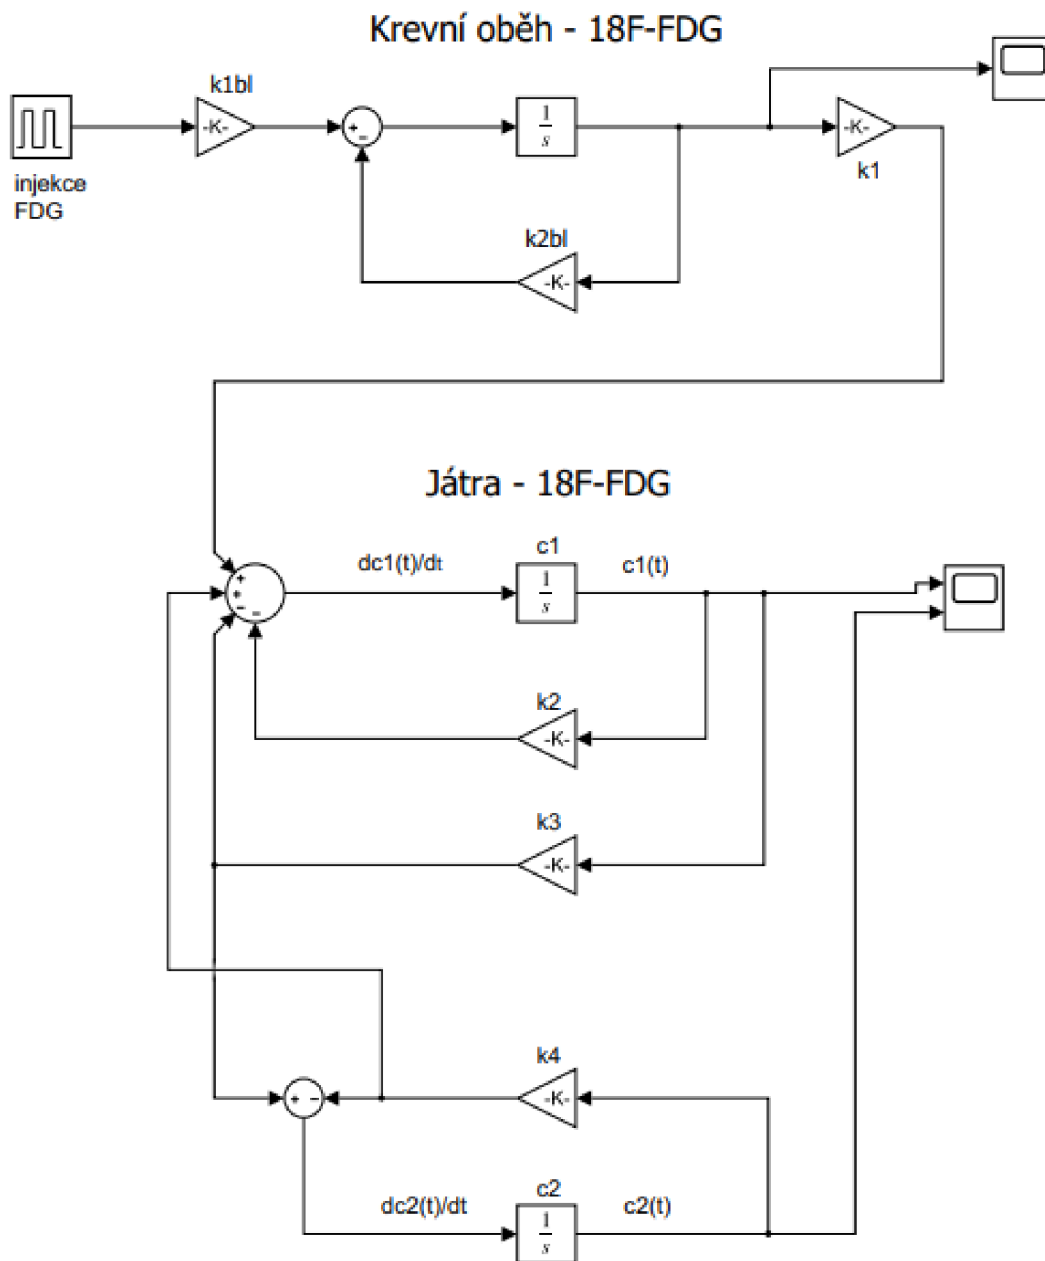 Krevní oběh - 18F-FDG
k1bl
-K-
+
−
1
s
-K-
k1
injekce
FDG
k2bl
-K-
Játra - 18F-FDG
dc1(t)/dt
c1
c1(t)
+
+
−
−
1
s
k2
-K-
k3
-K-
k4
-K-
+ −
dc2(t)/dt
c2
c2(t)
1
s